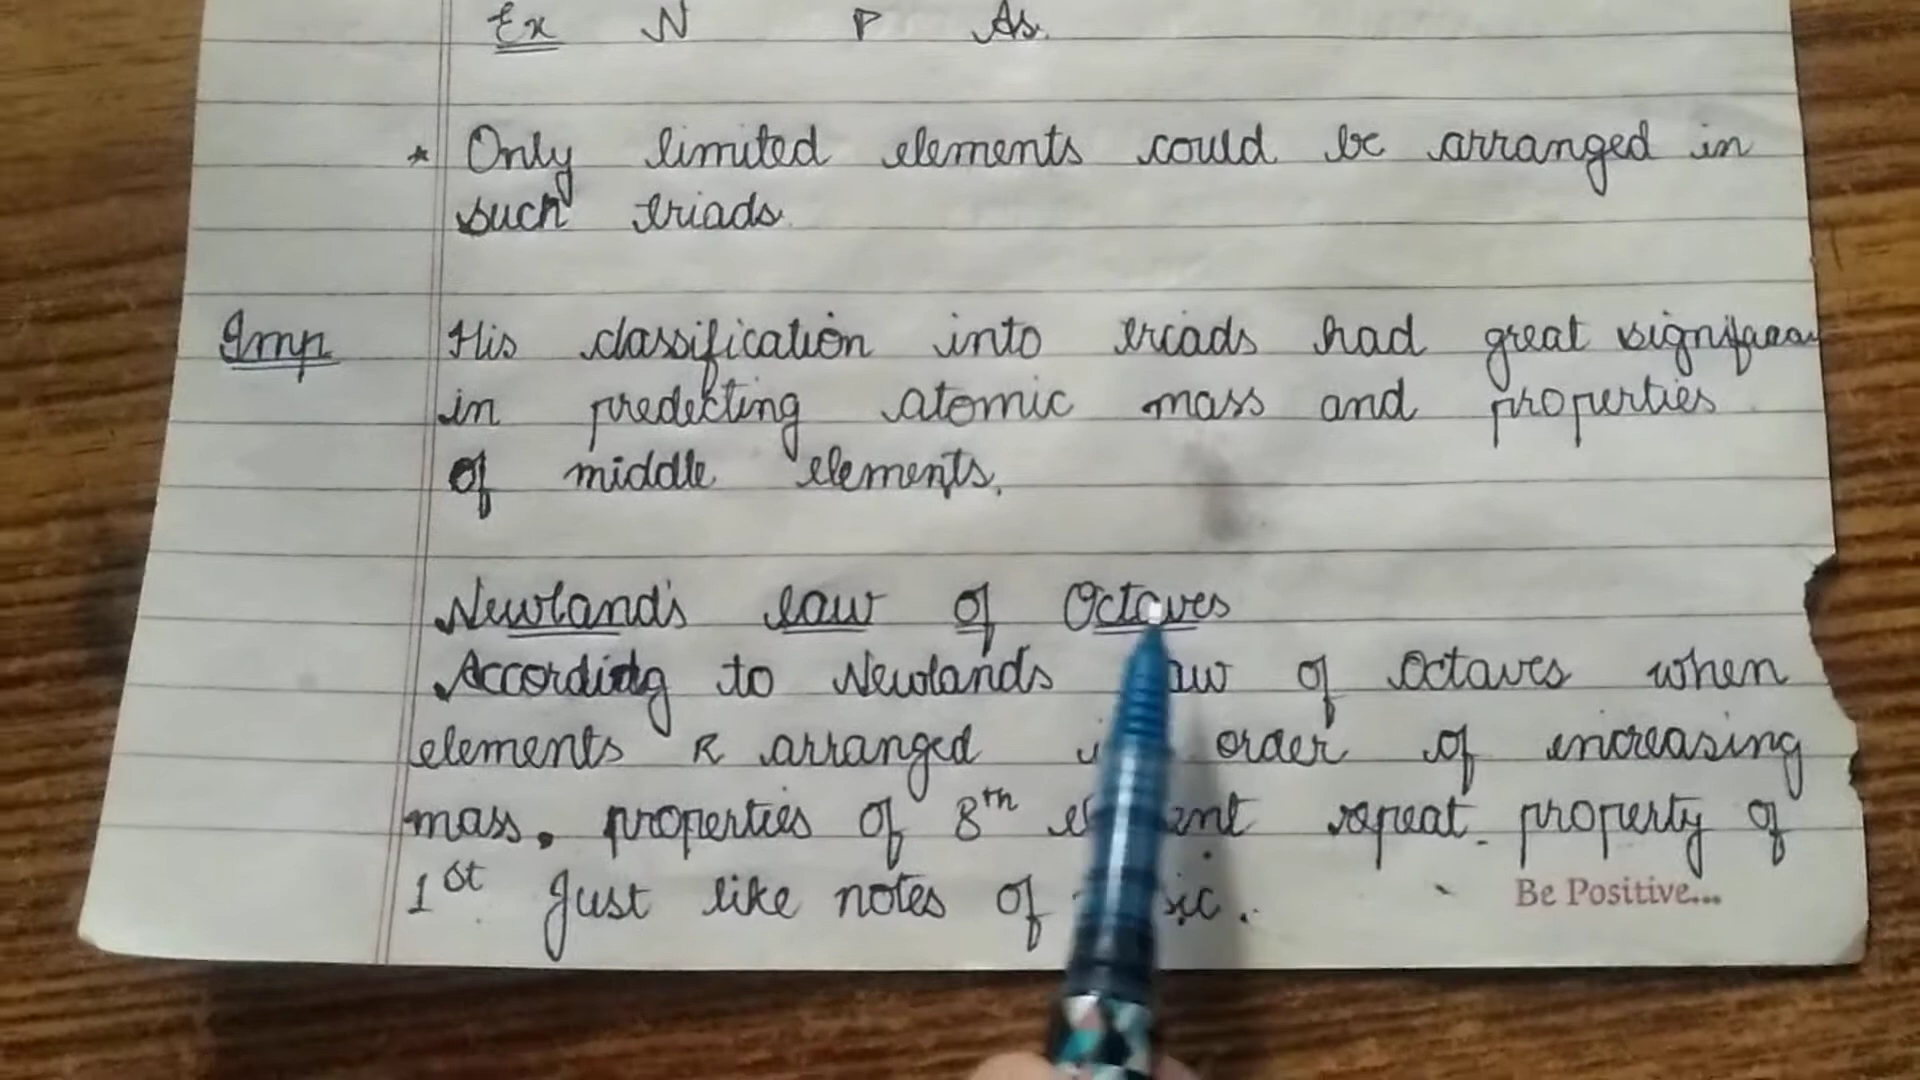 Ex N P As.
* Only limited elements could be arranged in
such triads.
Imp His classification into triads had great
in predicting atomic mass and properties
of middle elements.
Newland's law of Octaves
According to Newlands of Octaves when
elements R arranged order of increasing
mass. properties of 8th repeat property of
1st Just like notes of
Be Positive...